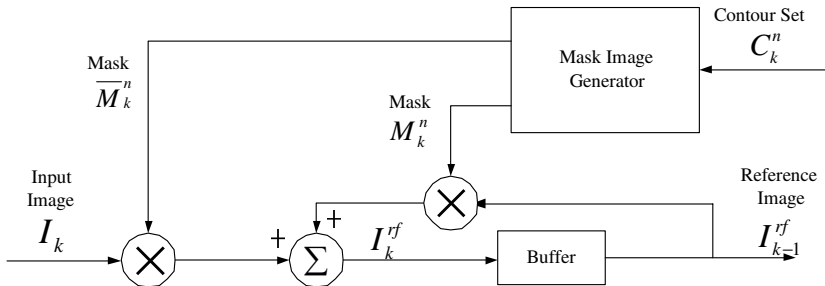 Contour Set
C_k^n
Mask Image
Generator
Mask
\overline{M}_k^n
Mask
M_k^n
Input
Image
I_k
Reference
Image
I_{k-1}^{rf}
×
×
+
+
Σ
I_k^{rf}
Buffer